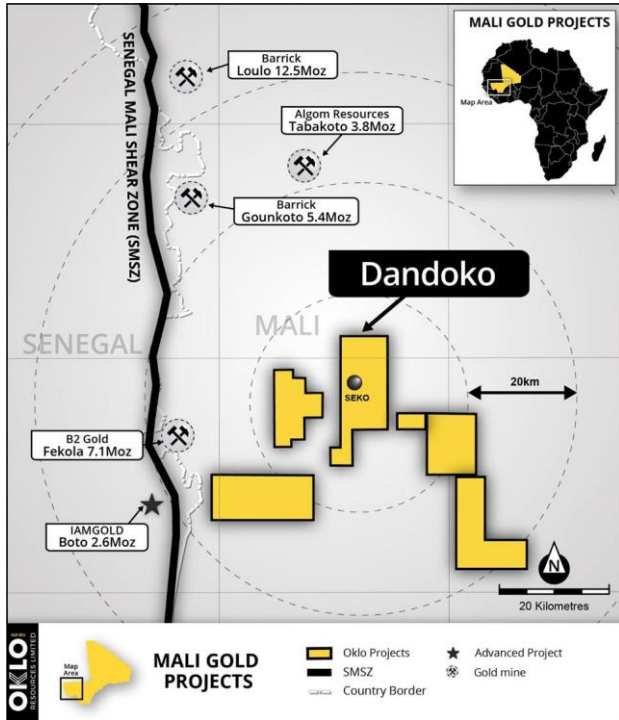 MALI GOLD PROJECTS
Map Area
SENEGAL MALI SHEAR ZONE (SMSZ)
Barrick
Loulo 12.5Moz
Algom Resources
Tabakoto 3.8Moz
Barrick
Gounkoto 5.4Moz
Dandoko
SENEGAL
MALI
SEKO
20km
B2 Gold
Fekola 7.1Moz
IAMGOLD
Boto 2.6Moz
N
20 Kilometres
OKLO
RESOURCES LIMITED
Map
Area
MALI GOLD
PROJECTS
Oklo Projects
SMSZ
Country Border
Advanced Project
Gold mine